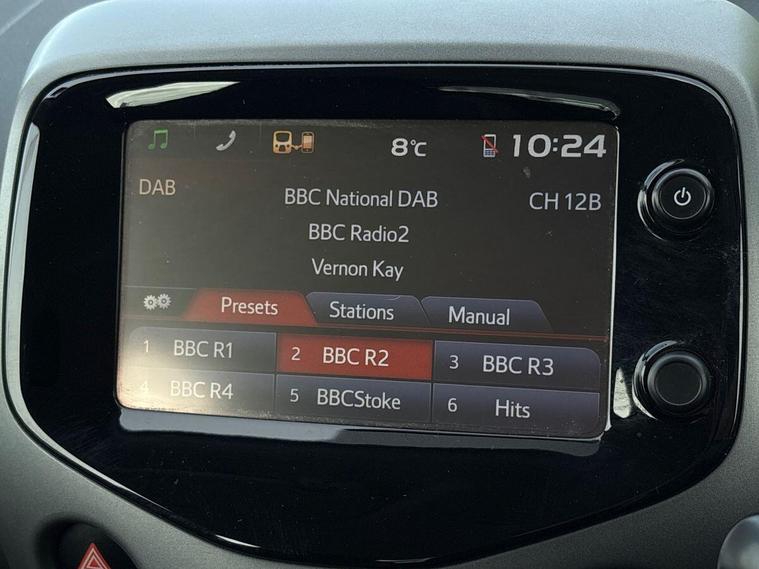 8°C 10:24
DAB BBC National DAB CH 12B
BBC Radio2
Vernon Kay
Presets Stations Manual
1 BBC R1 2 BBC R2 3 BBC R3
4 BBC R4 5 BBCStoke 6 Hits